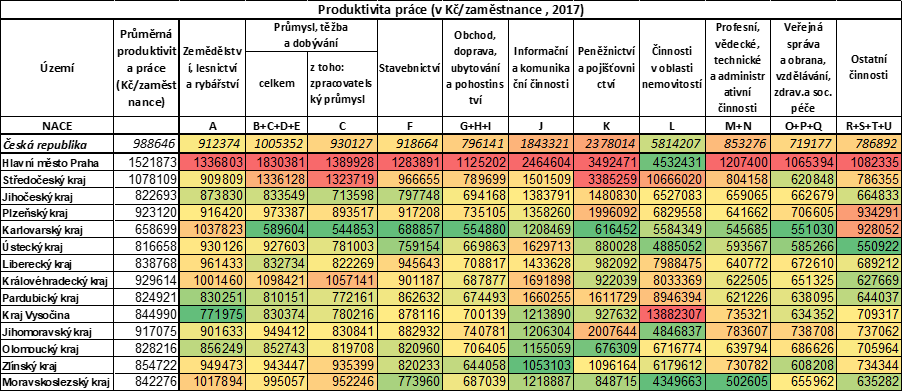 Produktivita práce (v Kč/zaměstnance , 2017)
Území Průměrná produktivita práce (Kč/zaměstnance) Zemědělství, lesnictví a rybářství Průmysl, těžba a dobývání celkem z toho: zpracovatelský průmysl Stavebnictví Obchod, doprava, ubytování a pohostinství Informační a komunikační činnosti Peněžnictví a pojišťovnictví Činnosti v oblasti nemovitostí Profesní, vědecké, technické a administrativní činnosti Veřejná správa a obrana, vzdělávání, zdrav.a soc. péče Ostatní činnosti
NACE A B+C+D+E C F G+H+I J K L M+N O+P+Q R+S+T+U
Česká republika 988646 912374 1005352 930127 918664 796141 1843321 2378014 5814207 853276 719177 786892
Hlavní město Praha 1521873 1336803 1830381 1389928 1283891 1125202 2464604 3492471 4532431 1207400 1065394 1082335
Středočeský kraj 1078109 909809 1336128 1323719 966655 789699 1501509 3385259 10666020 804158 620848 786355
Jihočeský kraj 822693 873830 833549 713598 797748 694168 1383791 1480830 6527083 659065 662679 664833
Plzeňský kraj 923120 916420 973387 893517 917208 735105 1358260 1996092 6829558 641662 706605 934291
Karlovarský kraj 658699 1037823 589604 544853 688857 554880 1208469 616452 5584349 545685 551030 928052
Ústecký kraj 816658 930126 927603 781003 759154 669863 1629713 880028 4885052 593567 585266 550922
Liberecký kraj 838768 961433 832734 822269 945643 708817 1433628 982092 7988475 640772 672610 689212
Královéhradecký kraj 929614 1001460 1098421 1057141 901187 687877 1691898 922039 8033369 622505 651325 627669
Pardubický kraj 824921 830251 810151 772161 862632 674493 1660255 1611729 8946394 621226 638095 644037
Kraj Vysočina 844990 771975 830374 780215 878116 700139 1213890 927632 13882307 735321 634352 709317
Jihomoravský kraj 917075 901633 949412 830841 882932 740781 1206304 2007644 4846837 783607 738708 737062
Olomoucký kraj 828216 856249 852743 819708 820960 706405 1155059 676309 6716774 639794 686626 705964
Zlínský kraj 854722 949473 943447 935399 820233 644058 1053103 1096164 6179612 730782 608208 734344
Moravskoslezský kraj 842276 1017894 995057 952246 773960 687039 1218887 848715 4349663 502605 655962 635282